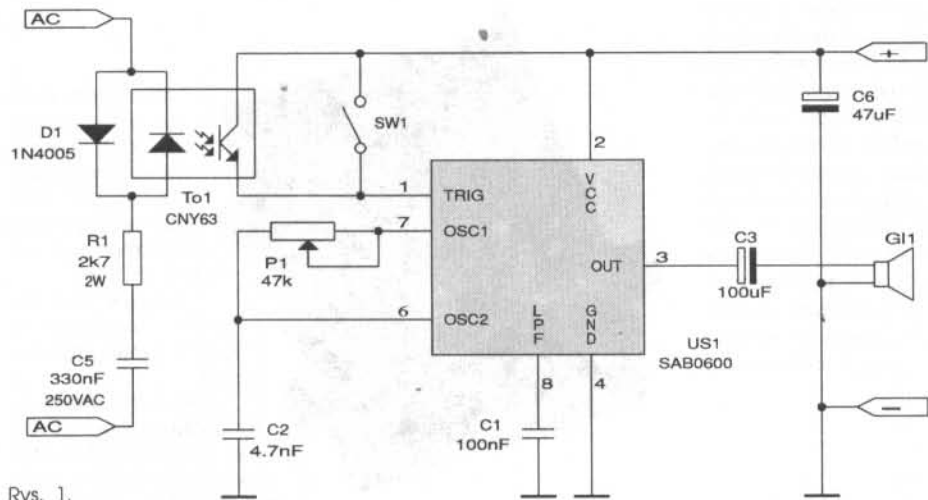 AC
D1
1N4005
To1
CNY63
R1
2k7
2W
C5
330nF
250VAC
AC
SW1
1
TRIG
2
VCC
7
OSC1
P1
47k
6
OSC2
OUT
3
LPF
GND
8
4
C2
4.7nF
C1
100nF
US1
SAB0600
C3
100uF
C6
47uF
Gl1
+
−
Rys. 1.